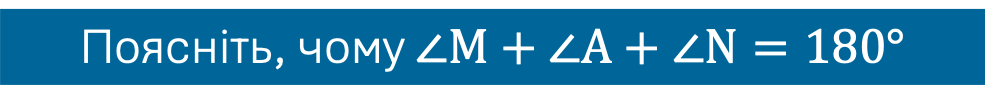 Поясніть, чому ∠M + ∠A + ∠N = 180°